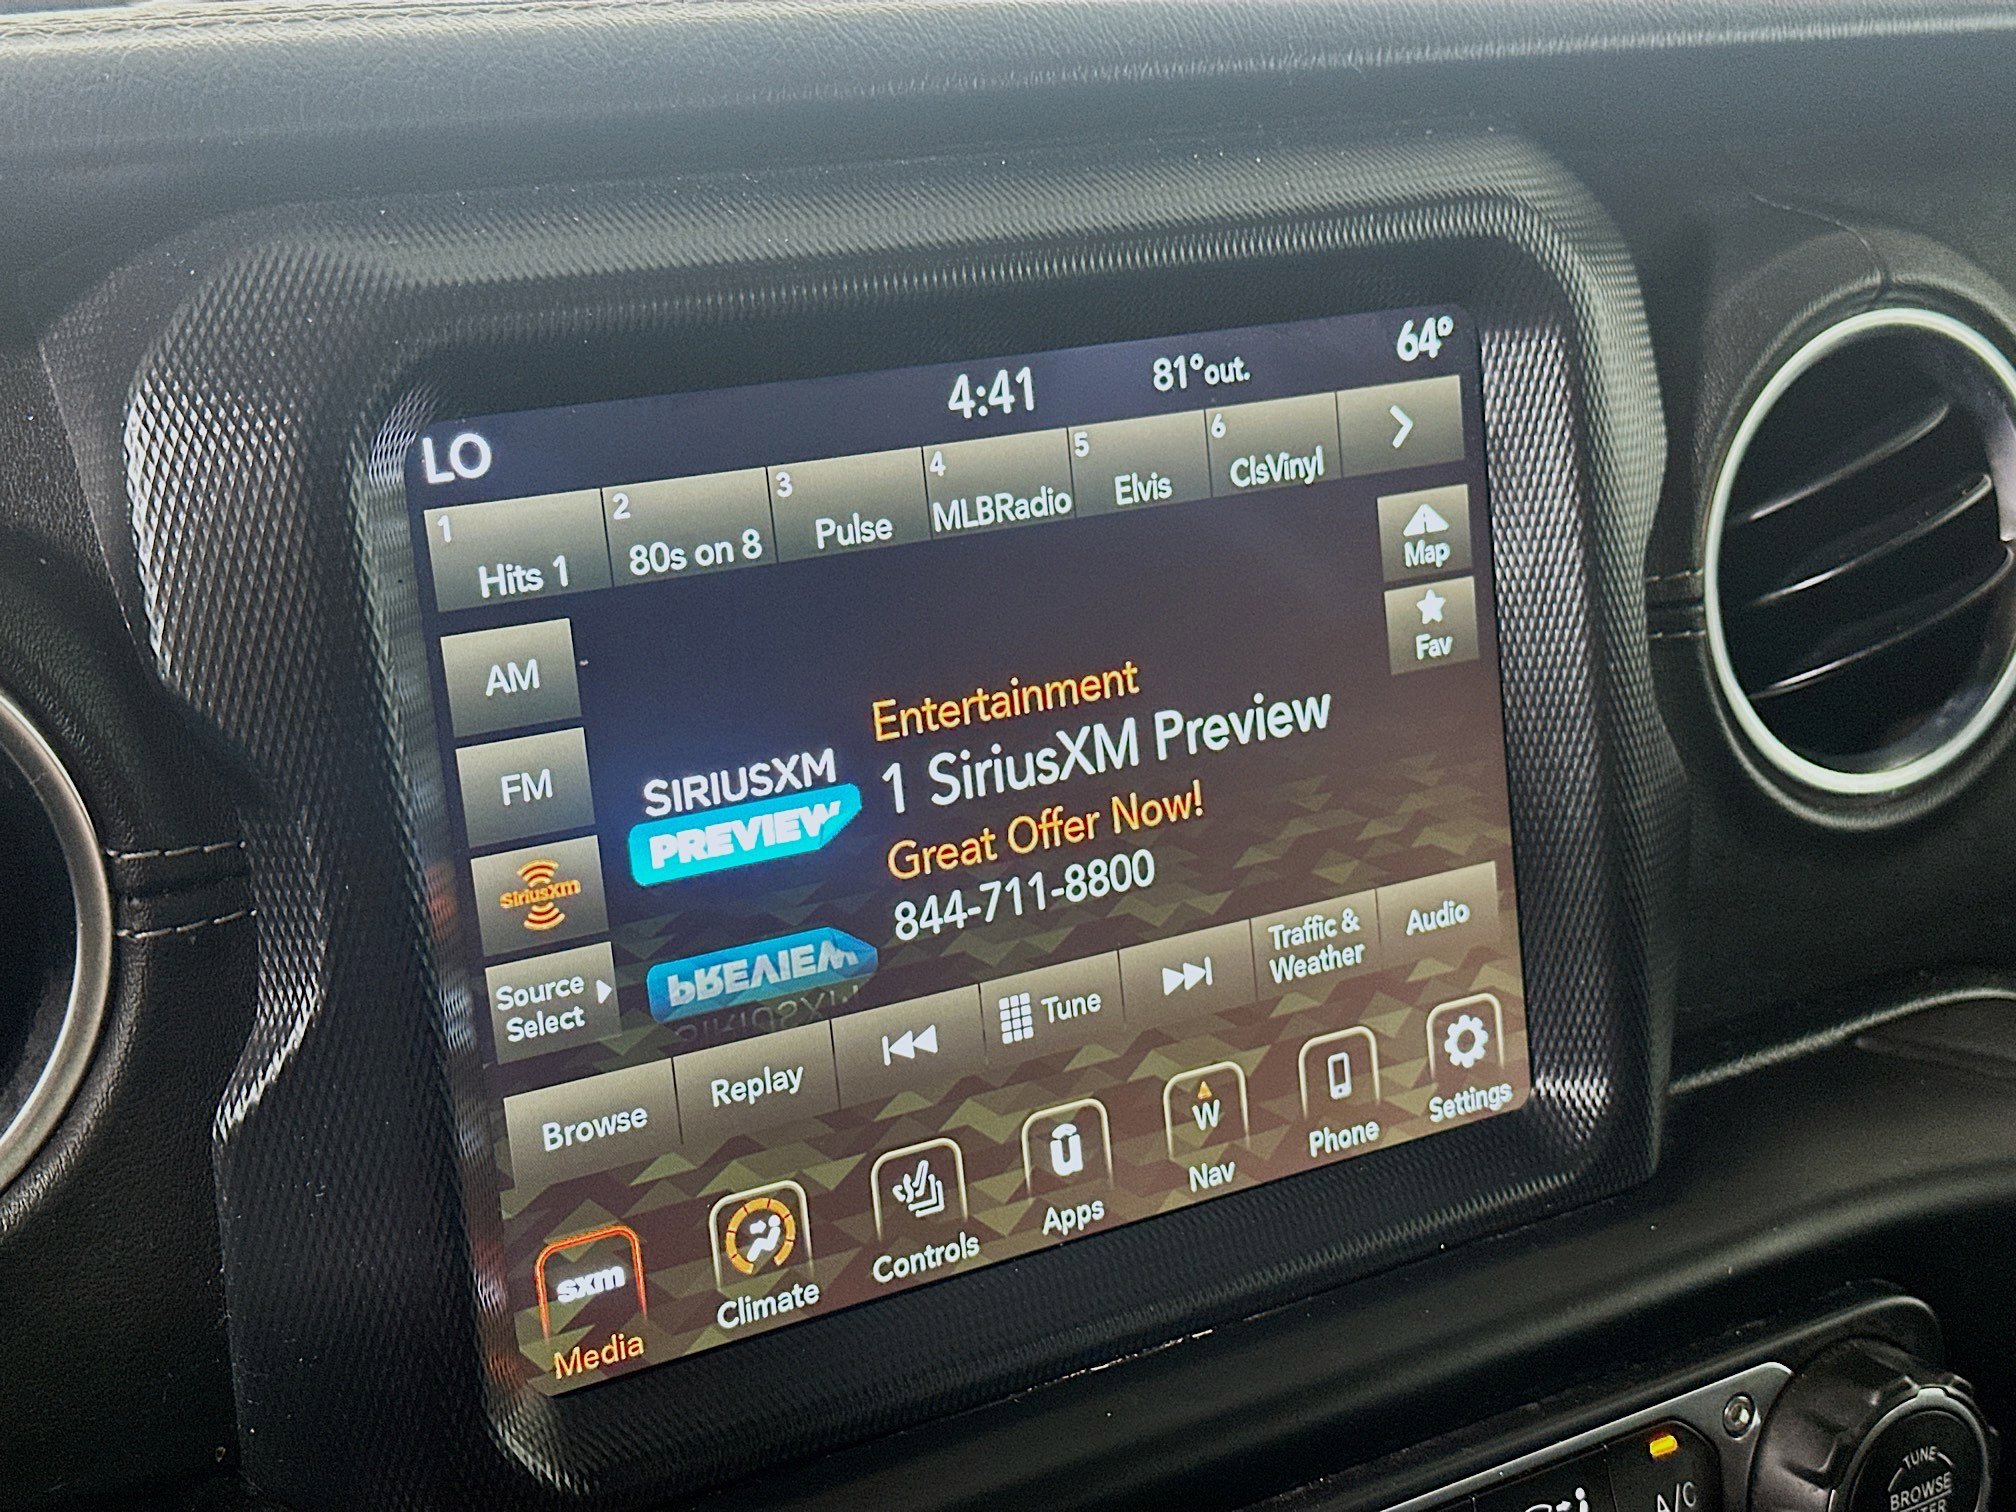 LO
4:41
81°out.
64°
1
Hits 1
2
80s on 8
3
Pulse
4
MLBRadio
5
Elvis
6
ClsVinyl
Map
Fav
AM
FM
SiriusXM
Source
Select
SIRIUSXM
PREVIEW
Entertainment
1 SiriusXM Preview
Great Offer Now!
844-711-8800
Browse
Replay
Tune
Traffic &
Weather
Audio
sxm
Media
Climate
Controls
Apps
W
Nav
Phone
Settings
A/C
TUNE
BROWSE